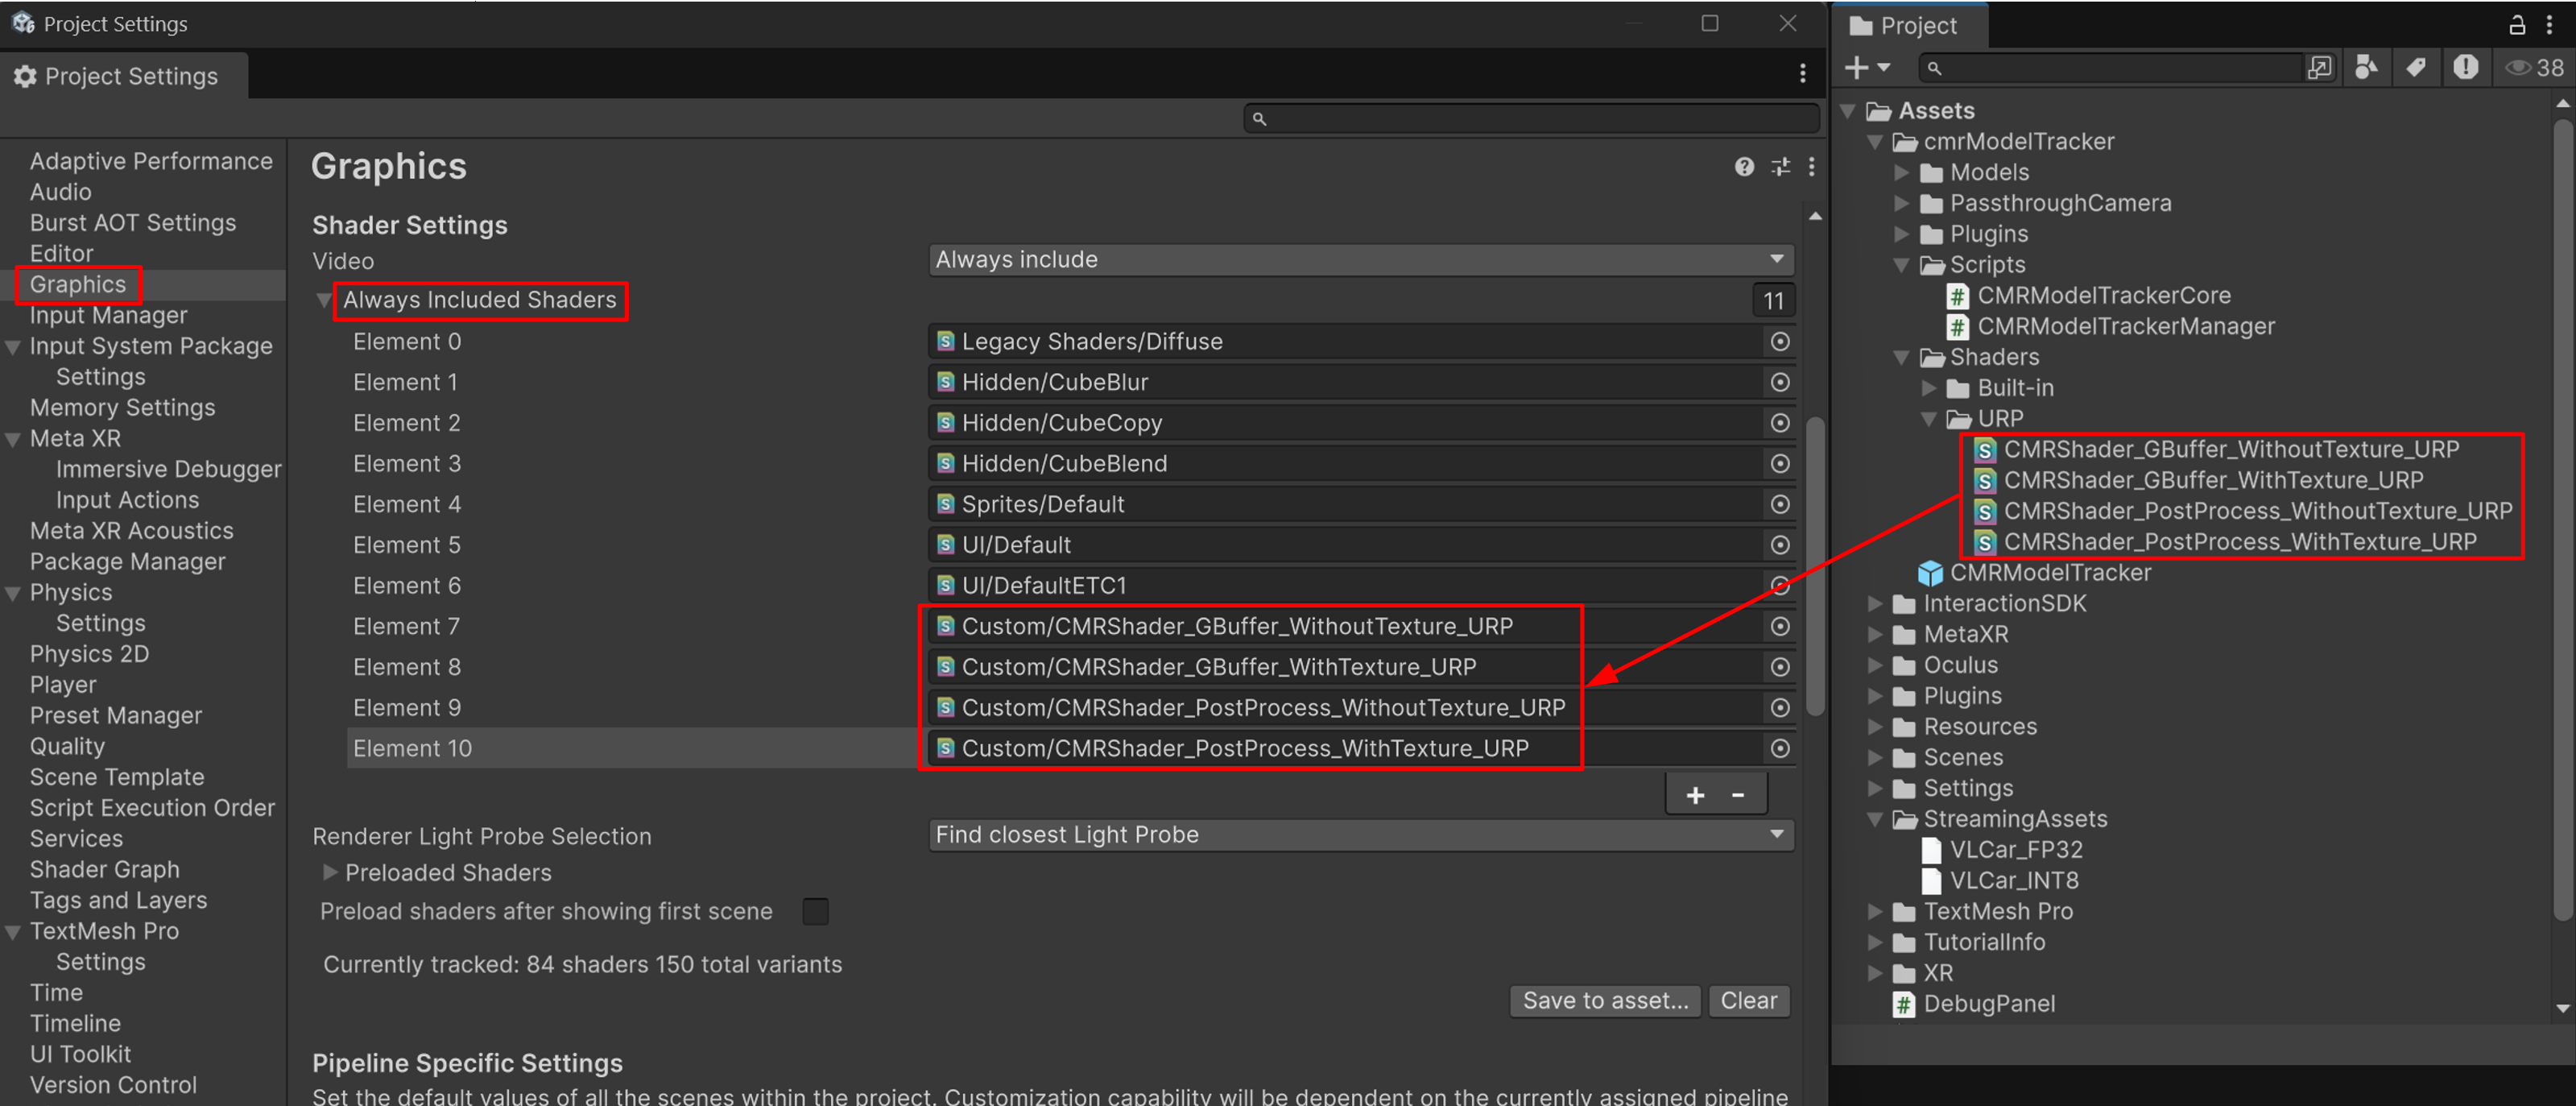 Project Settings
Project Settings
Adaptive Performance
Audio
Burst AOT Settings
Editor
Graphics
Input Manager
Input System Package
Settings
Memory Settings
Meta XR
Immersive Debugger
Input Actions
Meta XR Acoustics
Package Manager
Physics
Settings
Physics 2D
Player
Preset Manager
Quality
Scene Template
Script Execution Order
Services
Shader Graph
Tags and Layers
TextMesh Pro
Settings
Time
Timeline
UI Toolkit
Version Control
Graphics
Shader Settings
Video Always include
Always Included Shaders 11
Element 0 Legacy Shaders/Diffuse
Element 1 Hidden/CubeBlur
Element 2 Hidden/CubeCopy
Element 3 Hidden/CubeBlend
Element 4 Sprites/Default
Element 5 UI/Default
Element 6 UI/DefaultETC1
Element 7 Custom/CMRShader_GBuffer_WithoutTexture_URP
Element 8 Custom/CMRShader_GBuffer_WithTexture_URP
Element 9 Custom/CMRShader_PostProcess_WithoutTexture_URP
Element 10 Custom/CMRShader_PostProcess_WithTexture_URP
+ -
Renderer Light Probe Selection Find closest Light Probe
Preloaded Shaders
Preload shaders after showing first scene
Currently tracked: 84 shaders 150 total variants
Save to asset... Clear
Pipeline Specific Settings
Set the default values of all the scenes within the project. Customization capability will be dependent on the currently assigned pipeline
Project
38
Assets
cmrModelTracker
Models
PassthroughCamera
Plugins
Scripts
CMRModelTrackerCore
CMRModelTrackerManager
Shaders
Built-in
URP
CMRShader_GBuffer_WithoutTexture_URP
CMRShader_GBuffer_WithTexture_URP
CMRShader_PostProcess_WithoutTexture_URP
CMRShader_PostProcess_WithTexture_URP
CMRModelTracker
InteractionSDK
MetaXR
Oculus
Plugins
Resources
Scenes
Settings
StreamingAssets
VLCar_FP32
VLCar_INT8
TextMesh Pro
TutorialInfo
XR
DebugPanel